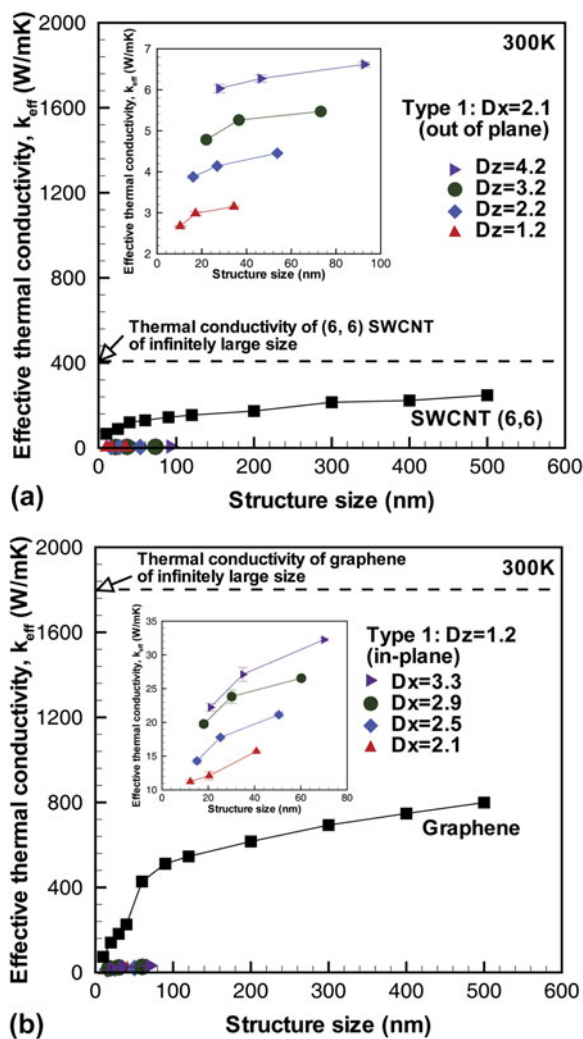 (a)
Effective thermal conductivity, k_eff (W/mK)
2000
1600
1200
800
400
0
0 100 200 300 400 500 600
Structure size (nm)
300K
Type 1: Dx=2.1
(out of plane)
Dz=4.2
Dz=3.2
Dz=2.2
Dz=1.2
Effective thermal conductivity, k_eff (W/mK)
7
6
5
4
3
2
0 20 40 60 80 100
Structure size (nm)
Thermal conductivity of (6, 6) SWCNT
of infinitely large size
SWCNT (6,6)
(b)
Effective thermal conductivity, k_eff (W/mK)
2000
1600
1200
800
400
0
0 100 200 300 400 500 600
Structure size (nm)
Thermal conductivity of graphene
of infinitely large size
300K
Type 1: Dz=1.2
(in-plane)
Dx=3.3
Dx=2.9
Dx=2.5
Dx=2.1
Effective thermal conductivity, k_eff (W/mK)
35
30
25
20
15
10
0 20 40 60 80
Structure size (nm)
Graphene